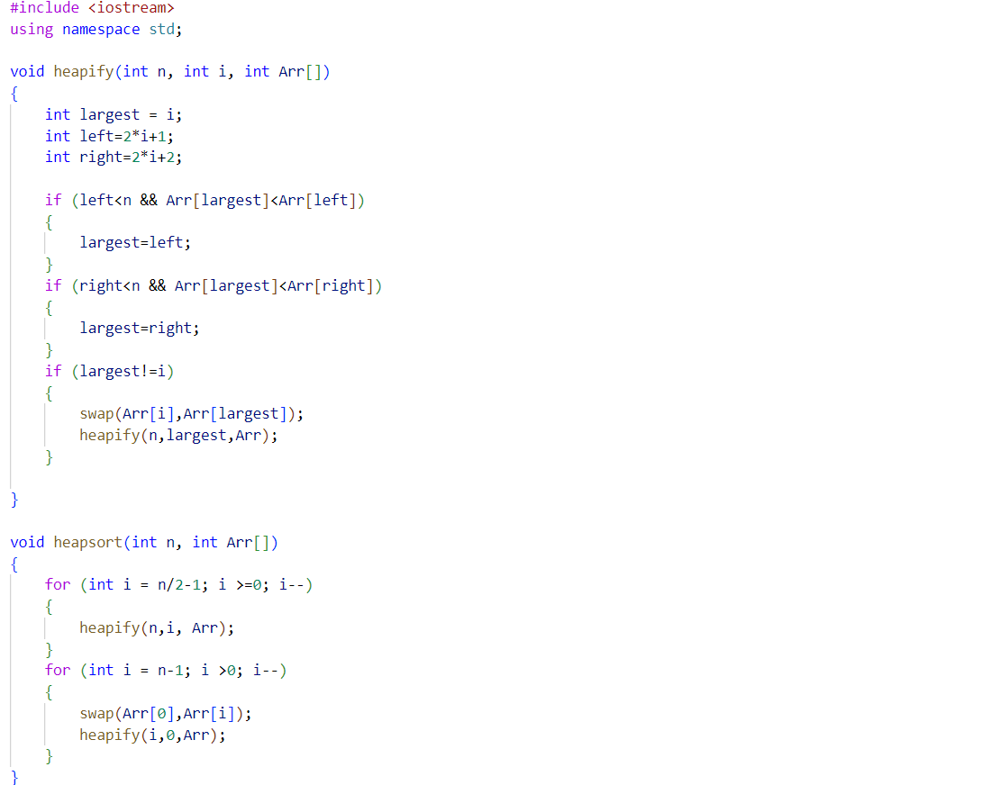 #include <iostream>
using namespace std;

void heapify(int n, int i, int Arr[])
{
    int largest = i;
    int left=2*i+1;
    int right=2*i+2;

    if (left<n && Arr[largest]<Arr[left])
    {
        largest=left;
    }
    if (right<n && Arr[largest]<Arr[right])
    {
        largest=right;
    }
    if (largest!=i)
    {
        swap(Arr[i],Arr[largest]);
        heapify(n,largest,Arr);
    }

}

void heapsort(int n, int Arr[])
{
    for (int i = n/2-1; i >=0; i--)
    {
        heapify(n,i, Arr);
    }
    for (int i = n-1; i >0; i--)
    {
        swap(Arr[0],Arr[i]);
        heapify(i,0,Arr);
    }
}